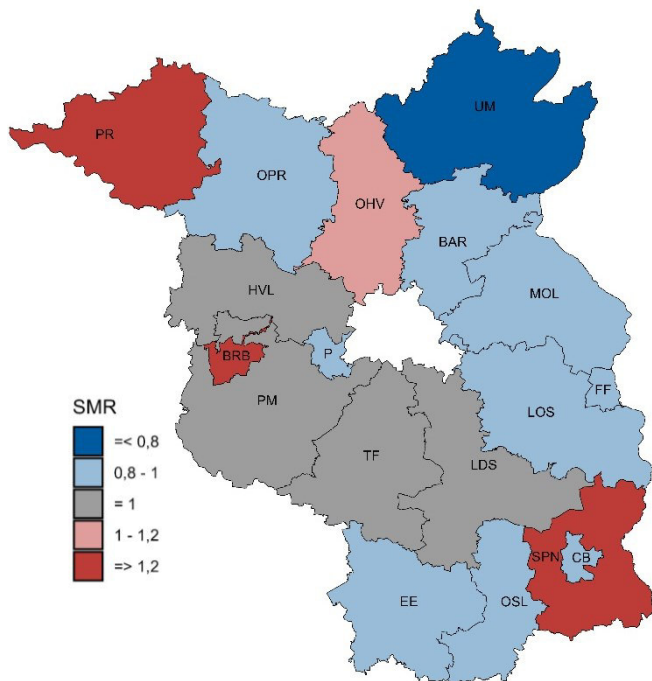 UM
PR
OPR
OHV
BAR
HVL
MOL
BRB
P
PM
FF
LOS
TF
LDS
SPN
CB
EE
OSL
SMR
=< 0,8
0,8 - 1
= 1
1 - 1,2
=> 1,2